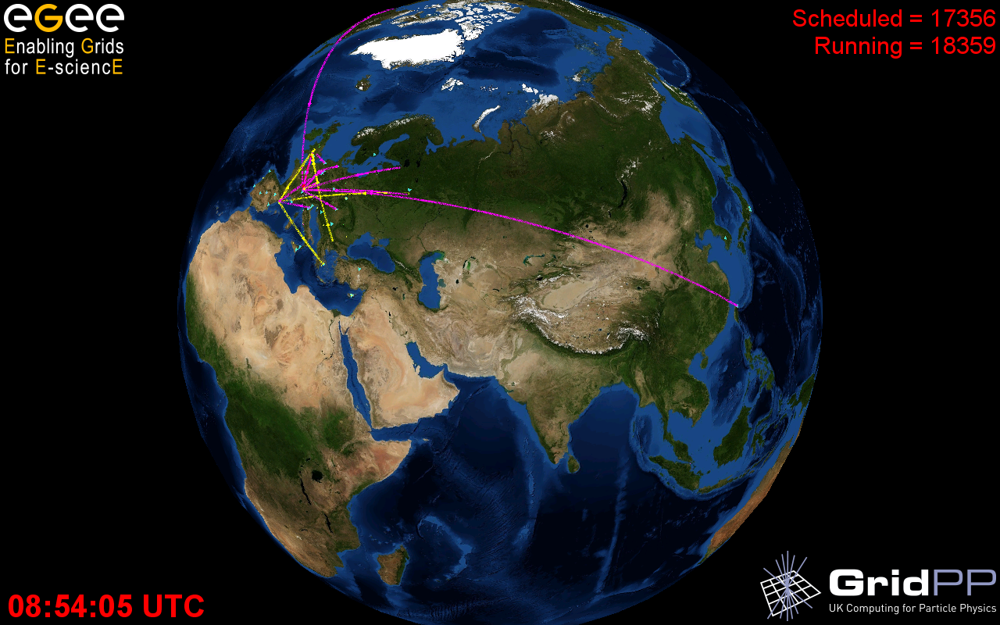 eGee
Enabling Grids
for E-sciencE
Scheduled = 17356
Running = 18359
08:54:05 UTC
GridPP
UK Computing for Particle Physics